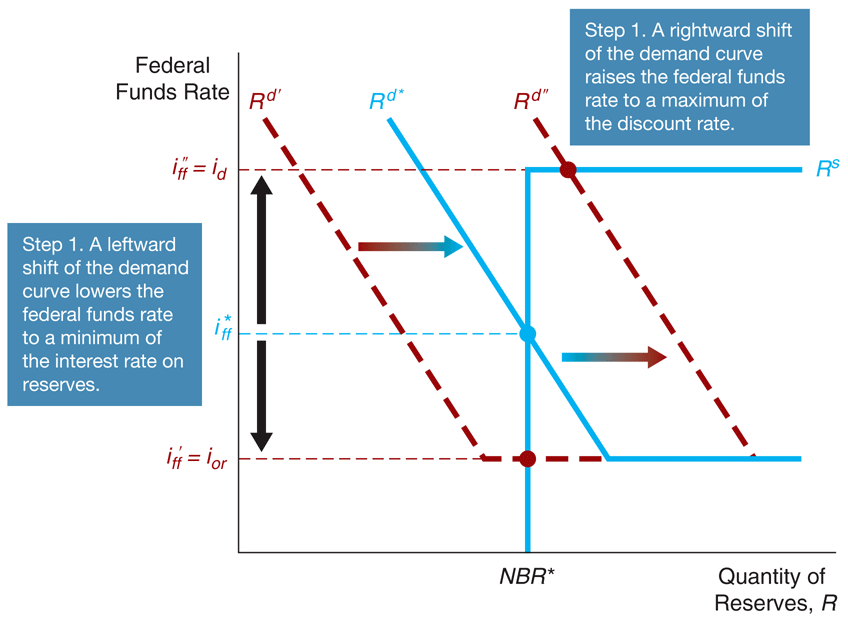 Step 1. A rightward shift
of the demand curve
raises the federal funds
rate to a maximum of
the discount rate.
Federal
Funds Rate
R^d′
R^d*
R^d″
i″_ff = i_d
R^s
Step 1. A leftward
shift of the demand
curve lowers the
federal funds rate
to a minimum of
the interest rate on
reserves.
i*_ff
i′_ff = i_or
NBR*
Quantity of
Reserves, R